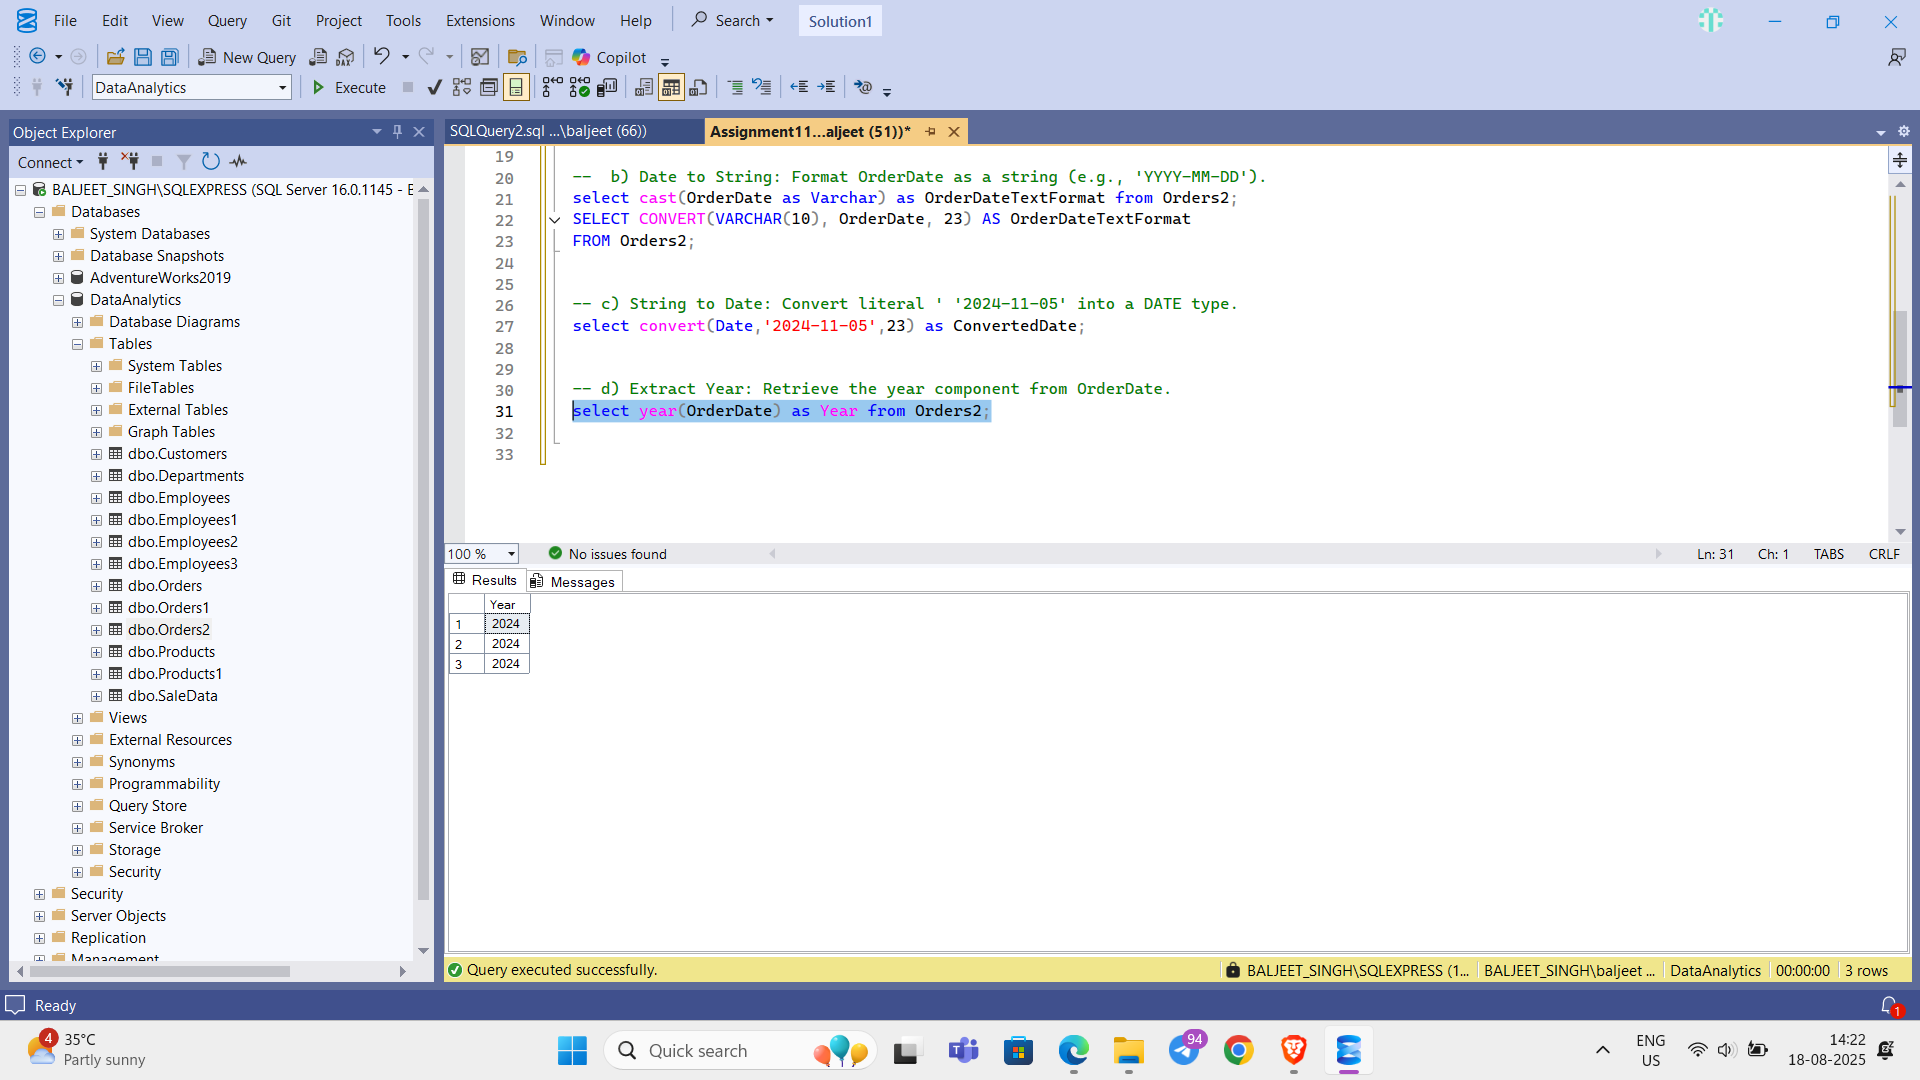 File Edit View Query Git Project Tools Extensions Window Help Search Solution1
New Query DAX Copilot
DataAnalytics Execute
Object Explorer
Connect
BALJEET_SINGH\SQLEXPRESS (SQL Server 16.0.1145 - E
Databases
System Databases
Database Snapshots
AdventureWorks2019
DataAnalytics
Database Diagrams
Tables
System Tables
FileTables
External Tables
Graph Tables
dbo.Customers
dbo.Departments
dbo.Employees
dbo.Employees1
dbo.Employees2
dbo.Employees3
dbo.Orders
dbo.Orders1
dbo.Orders2
dbo.Products
dbo.Products1
dbo.SaleData
Views
External Resources
Synonyms
Programmability
Query Store
Service Broker
Storage
Security
Security
Server Objects
Replication
Management
SQLQuery2.sql ...\baljeet (66)) Assignment11...aljeet (51))*
19
20 --  b) Date to String: Format OrderDate as a string (e.g., 'YYYY-MM-DD').
21 select cast(OrderDate as Varchar) as OrderDateTextFormat from Orders2;
22 SELECT CONVERT(VARCHAR(10), OrderDate, 23) AS OrderDateTextFormat
23 FROM Orders2;
24
25
26 -- c) String to Date: Convert literal ' '2024-11-05' into a DATE type.
27 select convert(Date,'2024-11-05',23) as ConvertedDate;
28
29
30 -- d) Extract Year: Retrieve the year component from OrderDate.
31 select year(OrderDate) as Year from Orders2;
32
33
100 % No issues found Ln: 31 Ch: 1 TABS CRLF
Results Messages
Year
1 2024
2 2024
3 2024
Query executed successfully. BALJEET_SINGH\SQLEXPRESS (1... BALJEET_SINGH\baljeet ... DataAnalytics 00:00:00 3 rows
Ready 1
4 35°C
Partly sunny
Quick search
94
ENG
US
14:22
18-08-2025